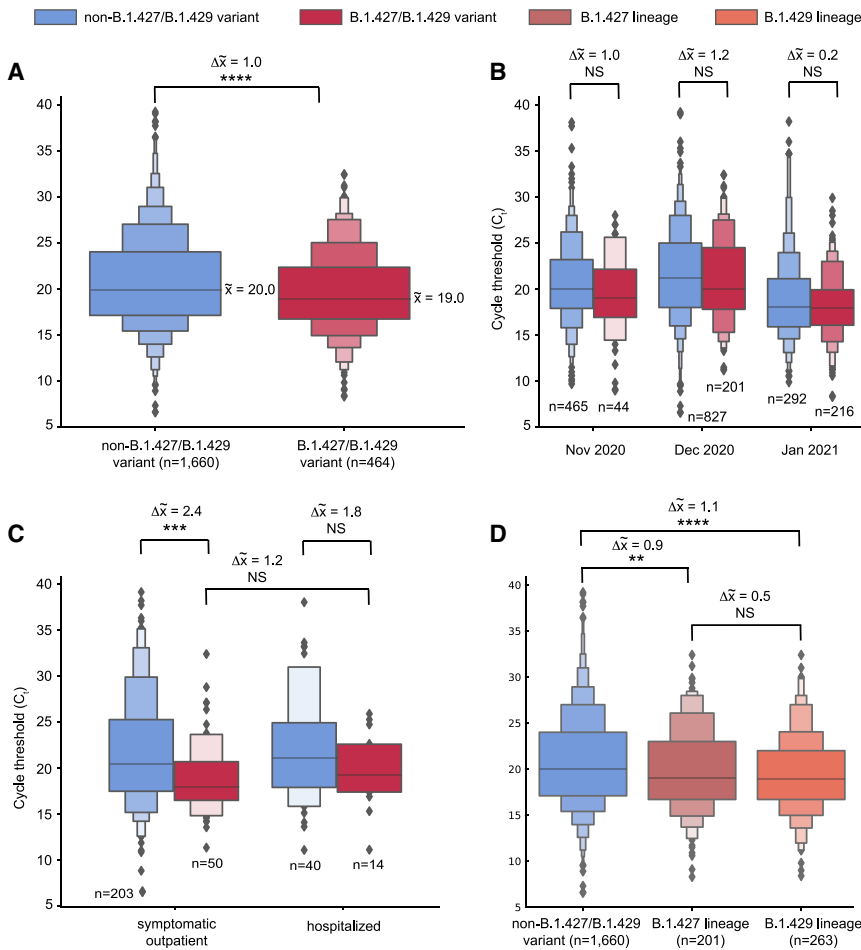 non-B.1.427/B.1.429 variant
B.1.427/B.1.429 variant
B.1.427 lineage
B.1.429 lineage
A
Δx̃ = 1.0
****
40
35
30
25
20
15
10
5
x̃ = 20.0
x̃ = 19.0
non-B.1.427/B.1.429
variant (n=1,660)
B.1.427/B.1.429
variant (n=464)
B
Δx̃ = 1.0
NS
Δx̃ = 1.2
NS
Δx̃ = 0.2
NS
Cycle threshold (Ct)
40
35
30
25
20
15
10
5
n=465
n=44
n=827
n=201
n=292
n=216
Nov 2020
Dec 2020
Jan 2021
C
Δx̃ = 2.4
***
Δx̃ = 1.8
NS
Δx̃ = 1.2
NS
Cycle threshold (Ct)
40
35
30
25
20
15
10
5
n=203
n=50
n=40
n=14
symptomatic
outpatient
hospitalized
D
Δx̃ = 1.1
****
Δx̃ = 0.9
**
Δx̃ = 0.5
NS
40
35
30
25
20
15
10
5
non-B.1.427/B.1.429
variant (n=1,660)
B.1.427 lineage
(n=201)
B.1.429 lineage
(n=263)